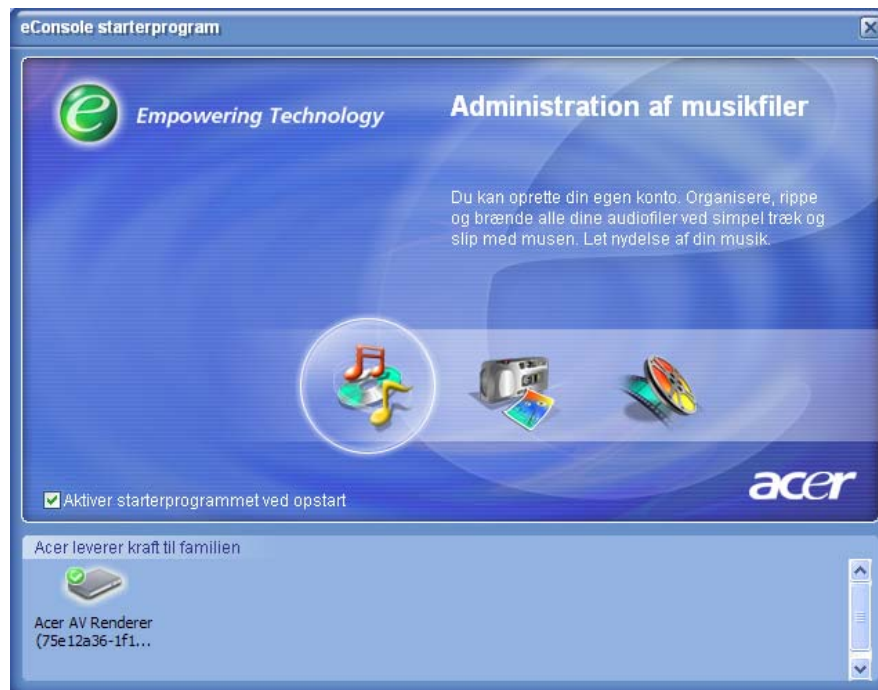 eConsole starterprogram
Empowering Technology
Administration af musikfiler
Du kan oprette din egen konto. Organisere, rippe
og brænde alle dine audiofiler ved simpel træk og
slip med musen. Let nydelse af din musik.
acer
Aktiver starterprogrammet ved opstart
Acer leverer kraft til familien
Acer AV Renderer
(75e12a36-1f1...